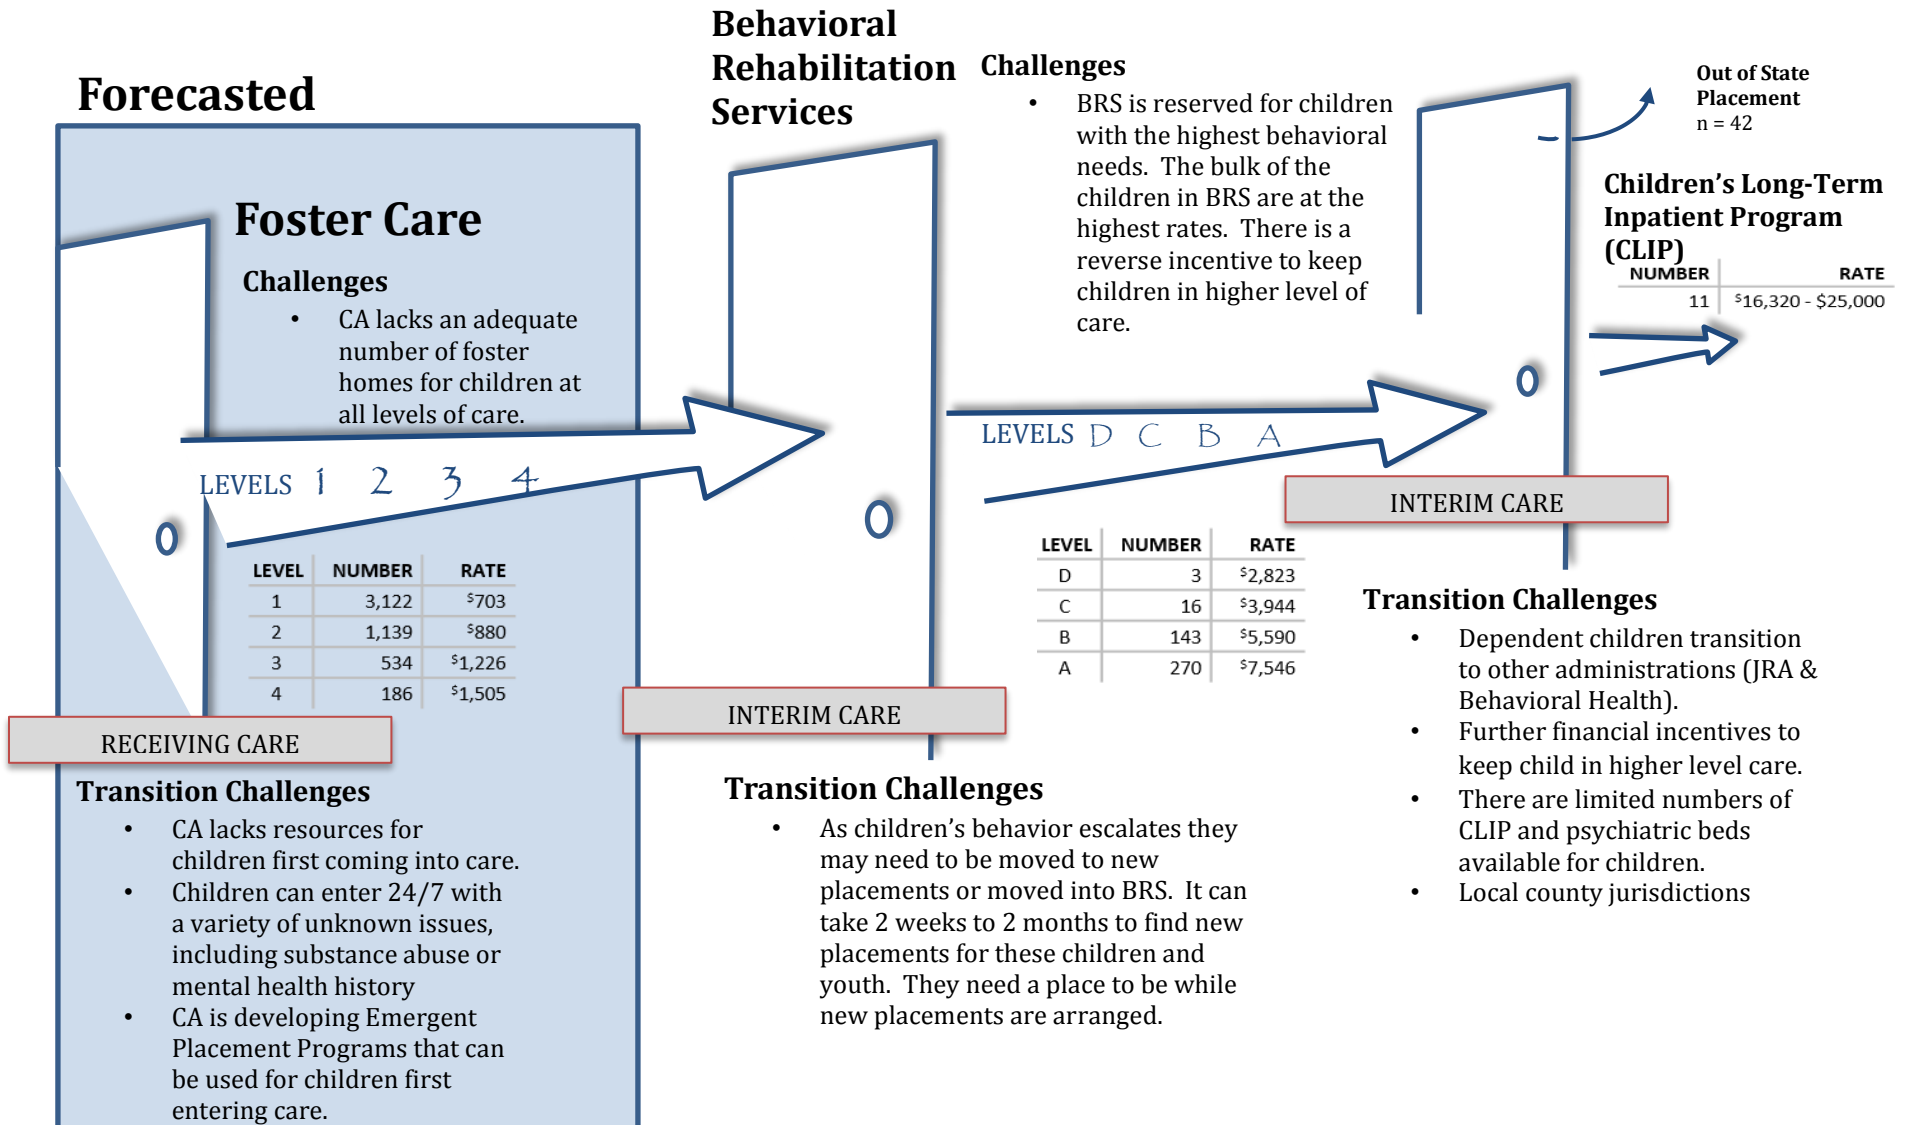 Forecasted
Foster Care
Challenges
• CA lacks an adequate
number of foster
homes for children at
all levels of care.
LEVELS 1 2 3 4
LEVEL NUMBER RATE
1 3,122 $703
2 1,139 $880
3 534 $1,226
4 186 $1,505
RECEIVING CARE
Transition Challenges
• CA lacks resources for
children first coming into care.
• Children can enter 24/7 with
a variety of unknown issues,
including substance abuse or
mental health history
• CA is developing Emergent
Placement Programs that can
be used for children first
entering care.
Behavioral
Rehabilitation
Services
Challenges
• BRS is reserved for children
with the highest behavioral
needs. The bulk of the
children in BRS are at the
highest rates. There is a
reverse incentive to keep
children in higher level of
care.
LEVELS D C B A
LEVEL NUMBER RATE
D 3 $2,823
C 16 $3,944
B 143 $5,590
A 270 $7,546
INTERIM CARE
Transition Challenges
• As children’s behavior escalates they
may need to be moved to new
placements or moved into BRS. It can
take 2 weeks to 2 months to find new
placements for these children and
youth. They need a place to be while
new placements are arranged.
Out of State
Placement
n = 42
Children’s Long-Term
Inpatient Program
(CLIP)
NUMBER RATE
11 $16,320 - $25,000
INTERIM CARE
Transition Challenges
• Dependent children transition
to other administrations (JRA &
Behavioral Health).
• Further financial incentives to
keep child in higher level care.
• There are limited numbers of
CLIP and psychiatric beds
available for children.
• Local county jurisdictions